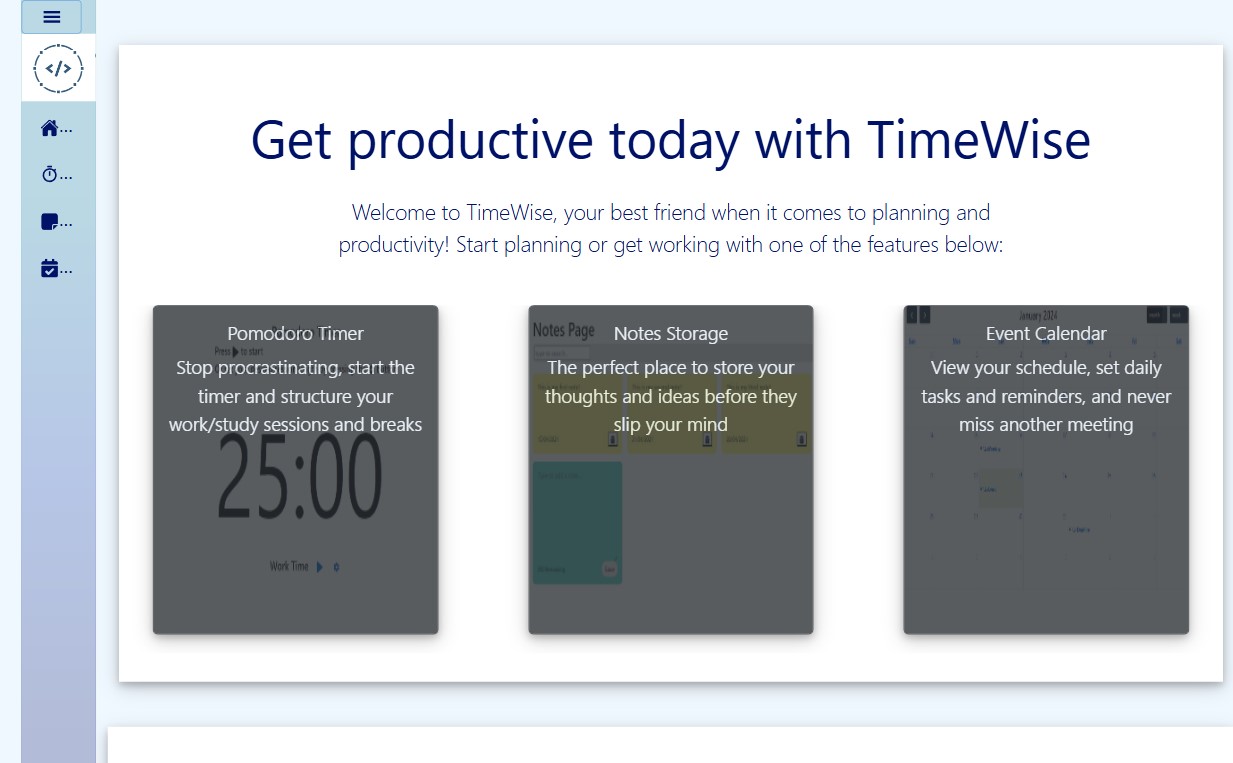 </>
...
...
...
...
Get productive today with TimeWise
Welcome to TimeWise, your best friend when it comes to planning and
productivity! Start planning or get working with one of the features below:
Pomodoro Timer
Press to start
Stop procrastinating, start the
timer and structure your
work/study sessions and breaks
25:00
Work Time
Notes Page
Notes Storage
The perfect place to store your
thoughts and ideas before they
slip your mind
January 2024
Event Calendar
View your schedule, set daily
tasks and reminders, and never
miss another meeting